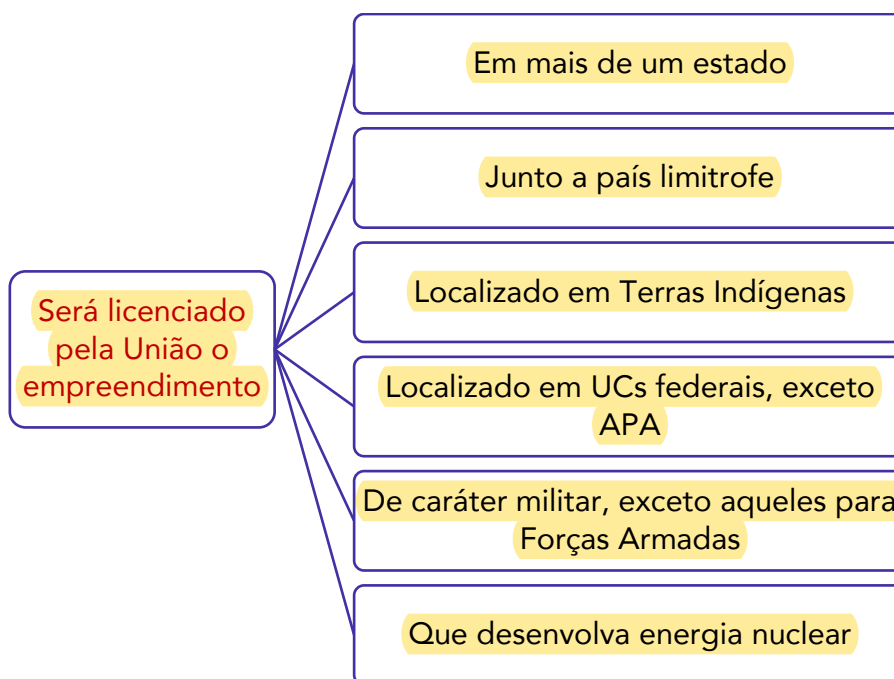 Em mais de um estado
Junto a país limitrofe
Localizado em Terras Indígenas
Será licenciado
pela União o
empreendimento
Localizado em UCs federais, exceto
APA
De caráter militar, exceto aqueles para
Forças Armadas
Que desenvolva energia nuclear